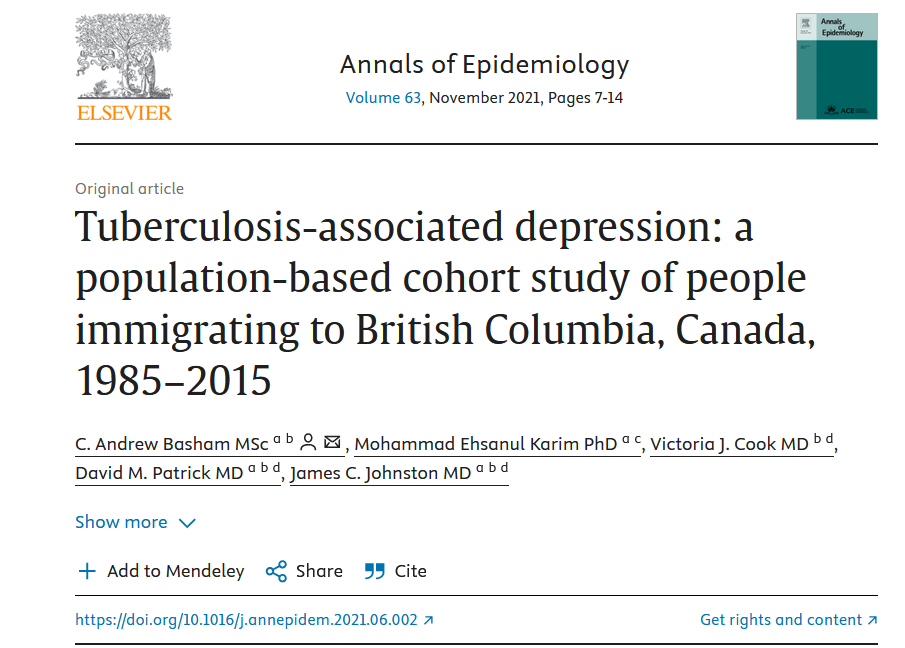 ELSEVIER
Annals of Epidemiology
Volume 63, November 2021, Pages 7-14
Annals
of
Epidemiology
ACE
Original article
Tuberculosis-associated depression: a
population-based cohort study of people
immigrating to British Columbia, Canada,
1985–2015
C. Andrew Basham MSc a b, Mohammad Ehsanul Karim PhD a c, Victoria J. Cook MD b d,
David M. Patrick MD a b d, James C. Johnston MD a b d
Show more
Add to Mendeley Share Cite
https://doi.org/10.1016/j.annepidem.2021.06.002 Get rights and content